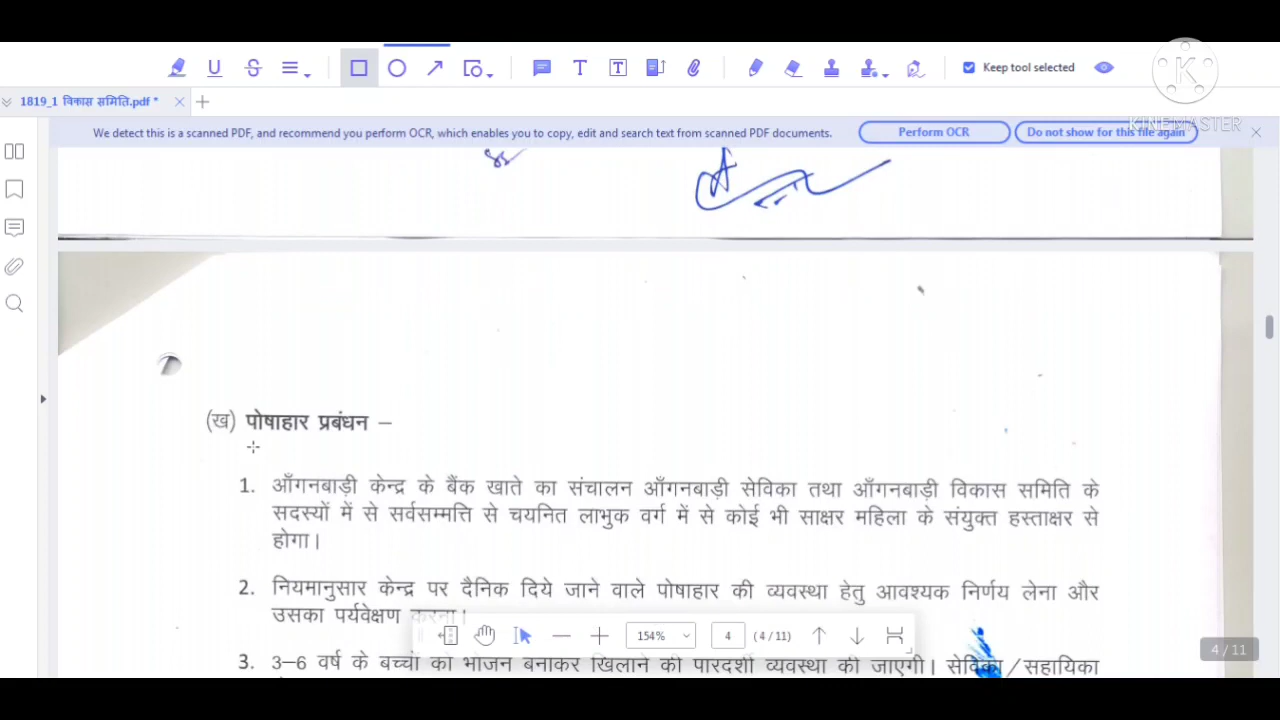 Keep tool selected
KINEMASTER
1819_1 विकास समिति.pdf *
We detect this is a scanned PDF, and recommend you perform OCR, which enables you to copy, edit and search text from scanned PDF documents.
Perform OCR
Do not show for this file again
(ख) पोषाहार प्रबंधन –
1. आँगनबाड़ी केन्द्र के बैंक खाते का संचालन आँगनबाड़ी सेविका तथा आँगनबाड़ी विकास समिति के
सदस्यों में से सर्वसम्मत्ति से चयनित लाभुक वर्ग में से कोई भी साक्षर महिला के संयुक्त हस्ताक्षर से
होगा।
2. नियमानुसार केन्द्र पर दैनिक दिये जाने वाले पोषाहार की व्यवस्था हेतु आवश्यक निर्णय लेना और
उसका पर्यवेक्षण करना।
154%
4
(4 / 11)
3. 3–6 वर्ष के बच्चों को भोजन बनाकर खिलाने की पारदर्शी व्यवस्था की जाएगी। सेविका/सहायिका
4 / 11